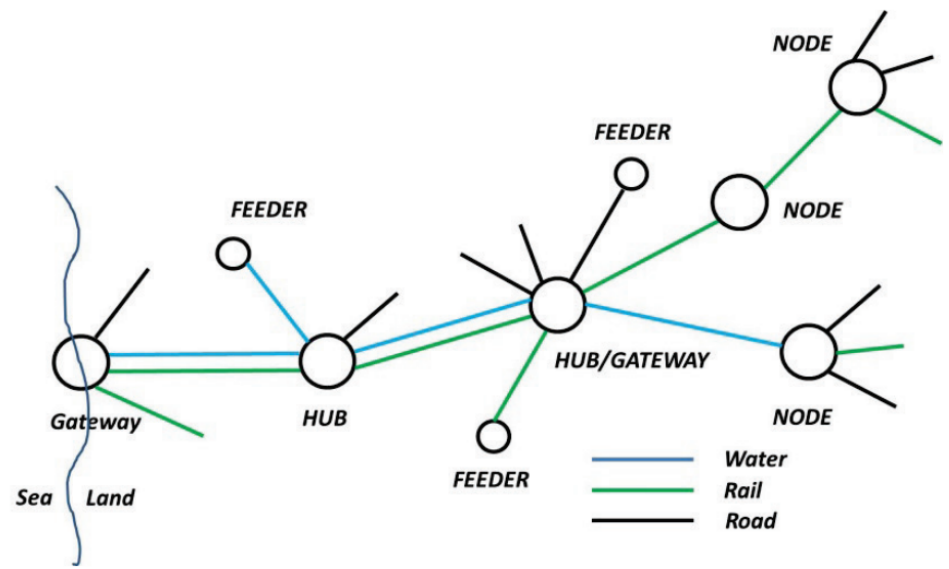 NODE
FEEDER
FEEDER
NODE
HUB/GATEWAY
Gateway
HUB
NODE
FEEDER
Water
Sea Land
Rail
Road